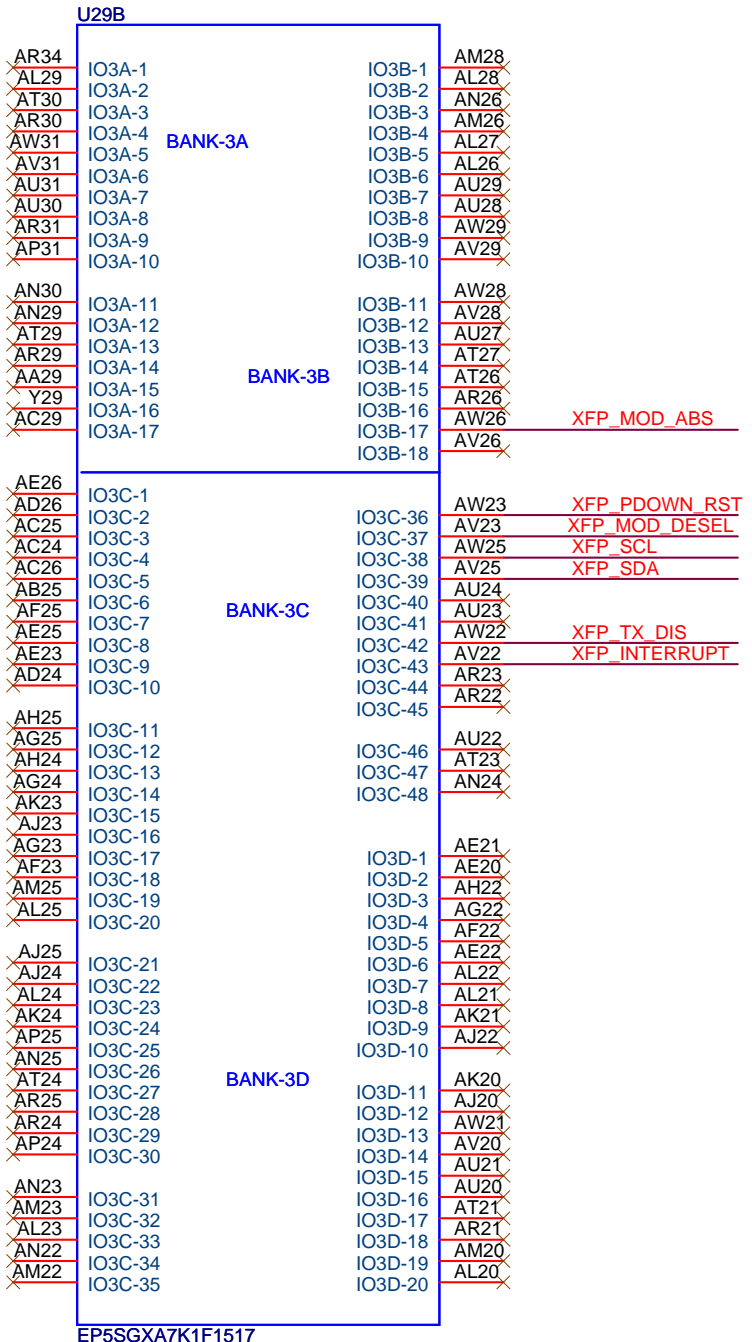 U29B
AR34 IO3A-1 IO3B-1 AM28
AL29 IO3A-2 IO3B-2 AL28
AT30 IO3A-3 IO3B-3 AN26
AR30 IO3A-4 IO3B-4 AM26
BANK-3A
AW31 IO3A-5 IO3B-5 AL27
AV31 IO3A-6 IO3B-6 AL26
AU31 IO3A-7 IO3B-7 AU29
AU30 IO3A-8 IO3B-8 AU28
AR31 IO3A-9 IO3B-9 AW29
AP31 IO3A-10 IO3B-10 AV29
AN30 IO3A-11 IO3B-11 AW28
AN29 IO3A-12 IO3B-12 AV28
AT29 IO3A-13 IO3B-13 AU27
AR29 IO3A-14 IO3B-14 AT27
BANK-3B
AA29 IO3A-15 IO3B-15 AT26
Y29 IO3A-16 IO3B-16 AR26
AC29 IO3A-17 IO3B-17 AW26 XFP_MOD_ABS
IO3B-18 AV26
AE26 IO3C-1
AD26 IO3C-2 IO3C-36 AW23 XFP_PDOWN_RST
AC25 IO3C-3 IO3C-37 AV23 XFP_MOD_DESEL
AC24 IO3C-4 IO3C-38 AW25 XFP_SCL
AC26 IO3C-5 IO3C-39 AV25 XFP_SDA
AB25 IO3C-6 IO3C-40 AU24
BANK-3C
AF25 IO3C-7 IO3C-41 AU23
AE25 IO3C-8 IO3C-42 AW22 XFP_TX_DIS
AE23 IO3C-9 IO3C-43 AV22 XFP_INTERRUPT
AD24 IO3C-10 IO3C-44 AR23
IO3C-45 AR22
AH25 IO3C-11
AG25 IO3C-12 IO3C-46 AU22
AH24 IO3C-13 IO3C-47 AT23
AG24 IO3C-14 IO3C-48 AN24
AK23 IO3C-15
AJ23 IO3C-16
AG23 IO3C-17 IO3D-1 AE21
AF23 IO3C-18 IO3D-2 AE20
AM25 IO3C-19 IO3D-3 AH22
AL25 IO3C-20 IO3D-4 AG22
IO3D-5 AF22
AJ25 IO3C-21 IO3D-6 AE22
AJ24 IO3C-22 IO3D-7 AL22
AL24 IO3C-23 IO3D-8 AL21
AK24 IO3C-24 IO3D-9 AK21
AP25 IO3C-25 IO3D-10 AJ22
AN25 IO3C-26
BANK-3D
AT24 IO3C-27 IO3D-11 AK20
AR25 IO3C-28 IO3D-12 AJ20
AR24 IO3C-29 IO3D-13 AW21
AP24 IO3C-30 IO3D-14 AV20
IO3D-15 AU21
AN23 IO3C-31 IO3D-16 AU20
AM23 IO3C-32 IO3D-17 AT21
AL23 IO3C-33 IO3D-18 AR21
AN22 IO3C-34 IO3D-19 AM20
AM22 IO3C-35 IO3D-20 AL20
EP5SGXA7K1F1517